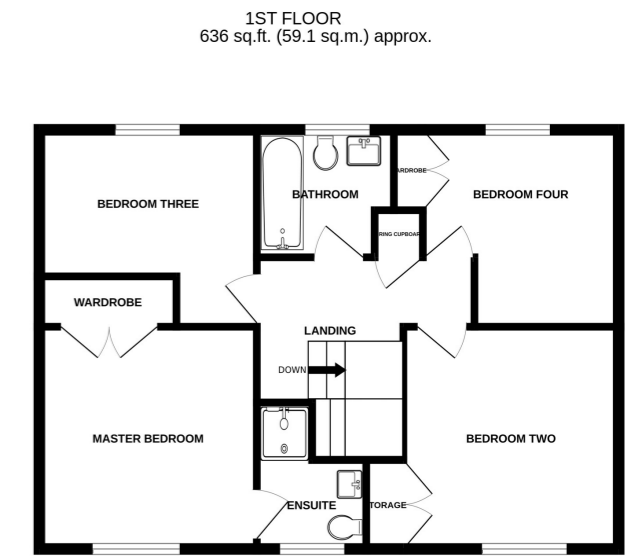 1ST FLOOR
636 sq.ft. (59.1 sq.m.) approx.
BEDROOM THREE
BATHROOM
ARDROBE
BEDROOM FOUR
RING CUPBOAR
WARDROBE
LANDING
DOWN
MASTER BEDROOM
BEDROOM TWO
ENSUITE
TORAGE